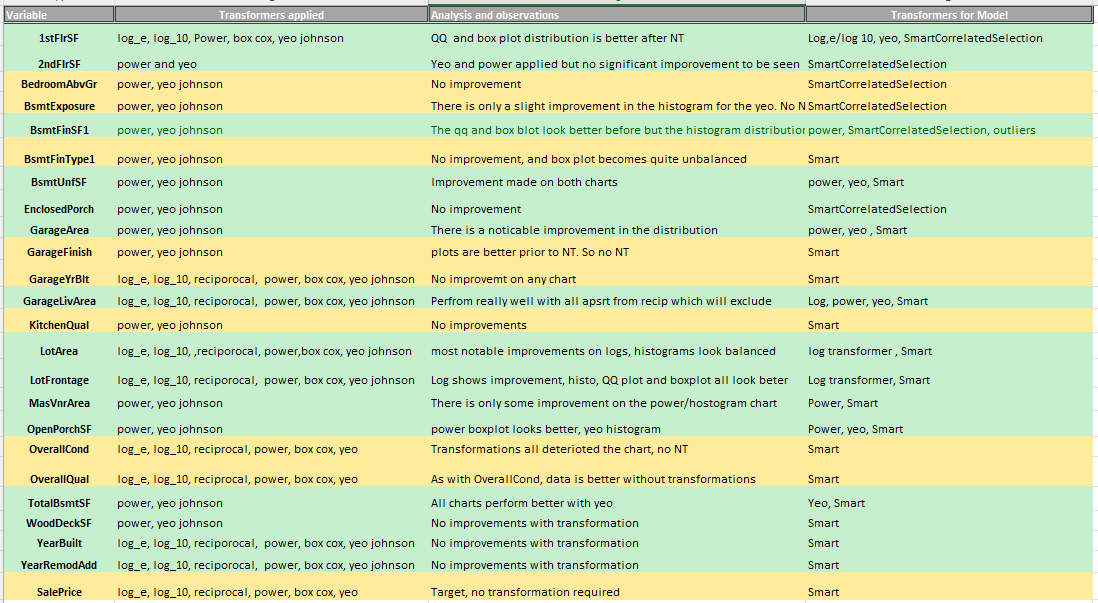 Variable Transformers applied Analysis and observations Transformers for Model
1stFlrSF log_e, log_10, Power, box cox, yeo johnson QQ and box plot distribution is better after NT Log,e/log 10, yeo, SmartCorrelatedSelection
2ndFlrSF power and yeo Yeo and power applied but no significant imporovement to be seen SmartCorrelatedSelection
BedroomAbvGr power, yeo johnson No improvement SmartCorrelatedSelection
BsmtExposure power, yeo johnson There is only a slight improvement in the histogram for the yeo. No N SmartCorrelatedSelection
BsmtFinSF1 power, yeo johnson The qq and box blot look better before but the histogram distributior power, SmartCorrelatedSelection, outliers
BsmtFinType1 power, yeo johnson No improvement, and box plot becomes quite unbalanced Smart
BsmtUnfSF power, yeo johnson Improvement made on both charts power, yeo, Smart
EnclosedPorch power, yeo johnson No improvement SmartCorrelatedSelection
GarageArea power, yeo johnson There is a noticable improvement in the distribution power, yeo , Smart
GarageFinish power, yeo johnson plots are better prior to NT. So no NT Smart
GarageYrBlt log_e, log_10, reciporocal, power, box cox, yeo johnson No improvemt on any chart Smart
GarageLivArea log_e, log_10, reciporocal, power, box cox, yeo johnson Perfrom really well with all apsrt from recip which will exclude Log, power, yeo, Smart
KitchenQual power, yeo johnson No improvements Smart
LotArea log_e, log_10, ,reciporocal, power,box cox, yeo johnson most notable improvements on logs, histograms look balanced log transformer , Smart
LotFrontage log_e, log_10, reciporocal, power, box cox, yeo johnson Log shows improvement, histo, QQ plot and boxplot all look beter Log transformer, Smart
MasVnrArea power, yeo johnson There is only some improvement on the power/hostogram chart Power, Smart
OpenPorchSF power, yeo johnson power boxplot looks better, yeo histogram Power, yeo, Smart
OverallCond log_e, log_10, reciprocal, power, box cox, yeo Transformations all deterioted the chart, no NT Smart
OverallQual log_e, log_10, reciprocal, power, box cox, yeo As with OverallCond, data is better without transformations Smart
TotalBsmtSF power, yeo johnson All charts perform better with yeo Yeo, Smart
WoodDeckSF power, yeo johnson No improvements with transformation Smart
YearBuilt log_e, log_10, reciporocal, power, box cox, yeo johnson No improvements with transformation Smart
YearRemodAdd log_e, log_10, reciporocal, power, box cox, yeo johnson No improvements with transformation Smart
SalePrice log_e, log_10, reciprocal, power, box cox, yeo Target, no transformation required Smart